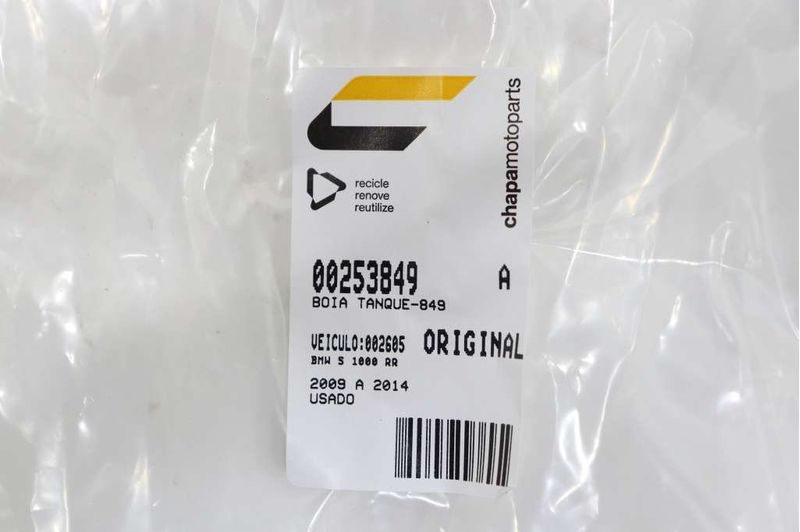 chapamotoparts
recicle
renove
reutilize
00253849 A
BOIA TANQUE-849
VEICULO:002605 ORIGINAL
BMW S 1000 RR
2009 A 2014
USADO